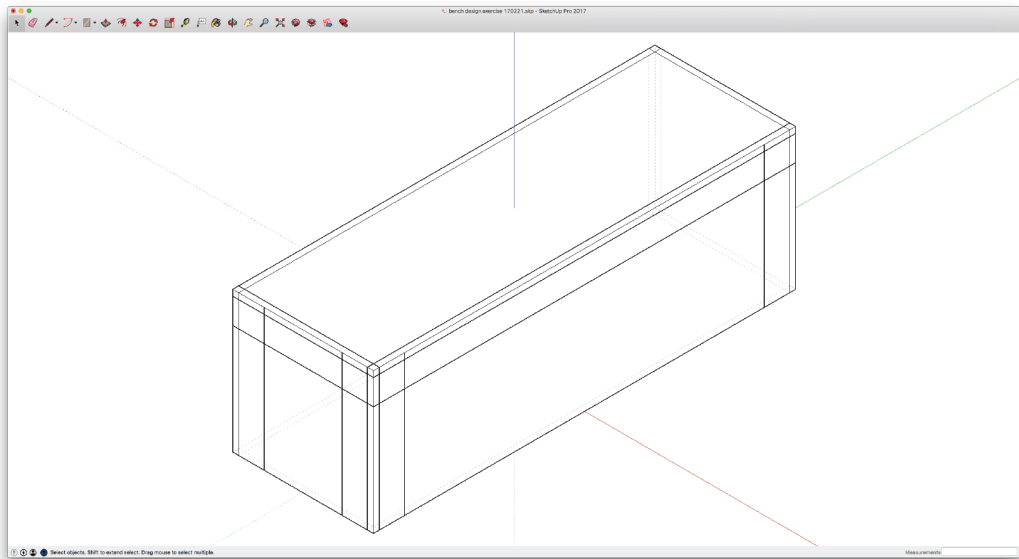 bench design exercise 170221.skp - SketchUp Pro 2017
Select objects. Shift to extend select. Drag mouse to select multiple.
Measurements